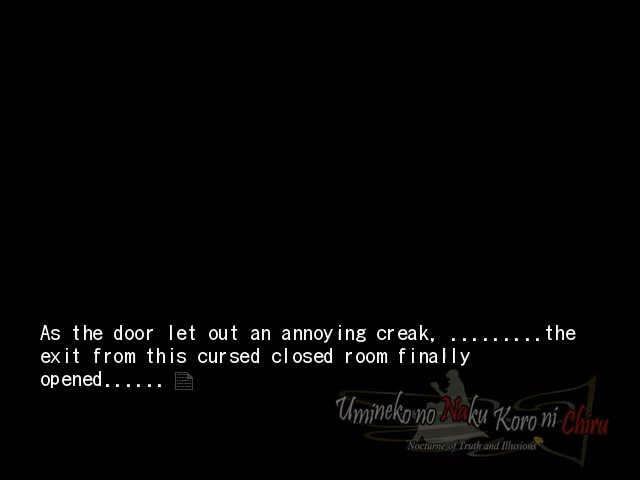 As the door let out an annoying creak, .........the
exit from this cursed closed room finally
opened......
Umineko no Naku Koro ni Chiru
Nocturne of Truth and Illusions